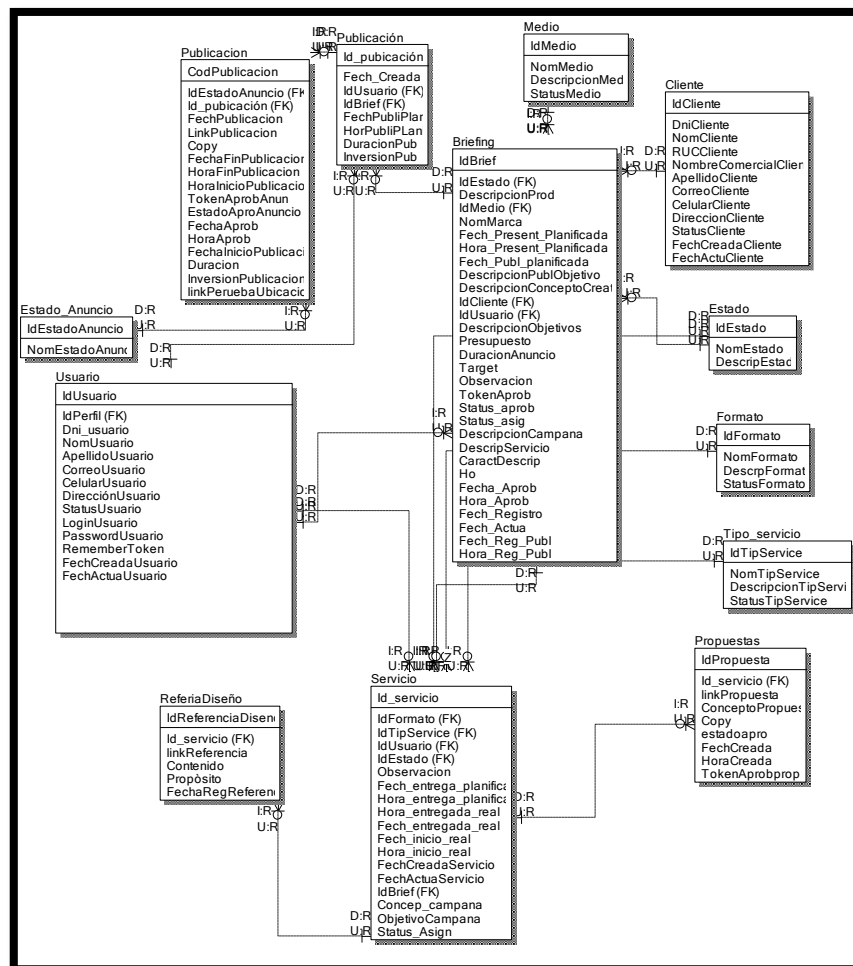 Publicacion
CodPublicacion
IdEstadoAnuncio (FK
Id_pubicación (FK)
FechPublicacion
LinkPublicacion
Copy
FechaFinPublicacion
HoraFinPublicacion
HoraInicioPublicacio
TokenAprobAnun
EstadoAproAnuncio
FechaAprob
HoraAprob
FechaInicioPublicaci
Duracion
InversionPublicacion
linkPeruebaUbicacio
Publicación
Id_pubicación
Fech_Creada
IdUsuario (FK)
IdBrief (FK)
FechPubliPlan
HorPubliPLan
DuracionPub
InversionPub
Medio
IdMedio
NomMedio
DescripcionMed
StatusMedio
D:R
U:R
Cliente
IdCliente
DniCliente
NomCliente
RUCCliente
NombreComercialClien
ApellidoCliente
CorreoCliente
CelularCliente
DireccionCliente
StatusCliente
FechCreadaCliente
FechActuCliente
Briefing
IdBrief
IdEstado (FK)
DescripcionProd
IdMedio (FK)
NomMarca
Fech_Present_Planificada
Hora_Present_Planificada
Fech_Publ_planificada
DescripcionPublObjetivo
DescripcionConceptoCreat
IdCliente (FK)
IdUsuario (FK)
DescripcionObjetivos
Presupuesto
DuracionAnuncio
Target
Observacion
TokenAprob
Status_aprob
Status_asig
DescripcionCampana
DescripServicio
CaractDescrip
Ho
Fecha_Aprob
Hora_Aprob
Fech_Registro
Fech_Actua
Fech_Reg_Publ
Hora_Reg_Publ
I:R
U:R
D:R
U:R
I:R
U:R
I:R
U:R
D:R
U:R
I:R
U:R
D:R
U:R
Estado_Anuncio
IdEstadoAnuncio
NomEstadoAnunc
D:R
U:R
I:R
U:R
D:R
U:R
Estado
IdEstado
NomEstado
DescripEstad
Usuario
IdUsuario
IdPerfil (FK)
Dni_usuario
NomUsuario
ApellidoUsuario
CorreoUsuario
CelularUsuario
DirecciónUsuario
StatusUsuario
LoginUsuario
PasswordUsuario
RememberToken
FechCreadaUsuario
FechActuaUsuario
I:R
U:R
Formato
IdFormato
NomFormato
DescrpFormat
StatusFormato
D:R
U:R
Tipo_servicio
IdTipService
NomTipService
DescripcionTipServi
StatusTipService
D:R
U:R
D:R
U:R
I:R
U:R
Servicio
Id_servicio
IdFormato (FK)
IdTipService (FK)
IdUsuario (FK)
IdEstado (FK)
Observacion
Fech_entrega_planifica
Hora_entrega_planifica
Hora_entregada_real
Fech_entregada_real
Fech_inicio_real
Hora_inicio_real
FechCreadaServicio
FechActuaServicio
IdBrief (FK)
Concep_campana
ObjetivoCampana
Status_Asign
Propuestas
IdPropuesta
Id_servicio (FK)
linkPropuesta
ConceptoPropues
Copy
estadoapro
FechCreada
HoraCreada
TokenAprobprop
I:R
U:R
D:R
U:R
ReferiaDiseño
IdReferenciaDisen
Id_servicio (FK)
linkReferencia
Contenido
Propòsito
FechaRegReferen
I:R
U:R
D:R
U:R